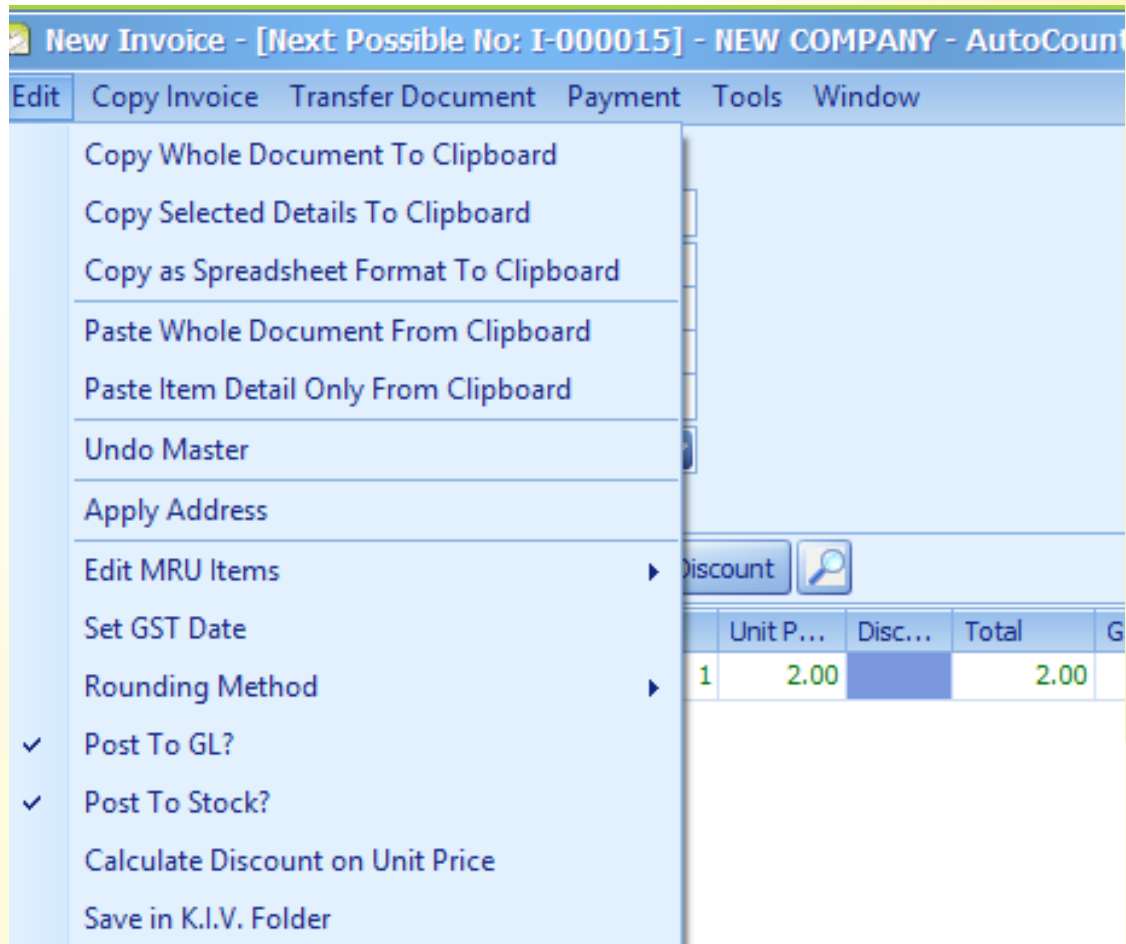 New Invoice - [Next Possible No: I-000015] - NEW COMPANY - AutoCount
Edit Copy Invoice Transfer Document Payment Tools Window
Copy Whole Document To Clipboard
Copy Selected Details To Clipboard
Copy as Spreadsheet Format To Clipboard
Paste Whole Document From Clipboard
Paste Item Detail Only From Clipboard
Undo Master
Apply Address
Edit MRU Items
Discount
Set GST Date
Unit P... Disc... Total G
Rounding Method
1 2.00 2.00
Post To GL?
Post To Stock?
Calculate Discount on Unit Price
Save in K.I.V. Folder